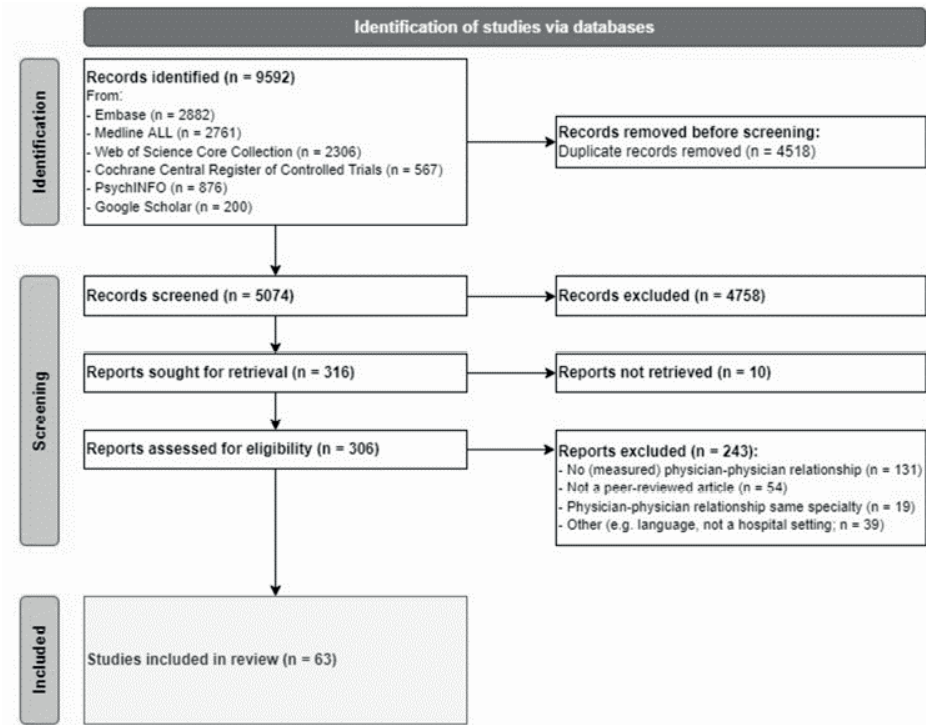 Identification of studies via databases
Identification
Records identified (n = 9592)
From:
- Embase (n = 2882)
- Medline ALL (n = 2761)
- Web of Science Core Collection (n = 2306)
- Cochrane Central Register of Controlled Trials (n = 567)
- PsychINFO (n = 876)
- Google Scholar (n = 200)
Records removed before screening:
Duplicate records removed (n = 4518)
Screening
Records screened (n = 5074)
Records excluded (n = 4758)
Reports sought for retrieval (n = 316)
Reports not retrieved (n = 10)
Reports assessed for eligibility (n = 306)
Reports excluded (n = 243):
- No (measured) physician-physician relationship (n = 131)
- Not a peer-reviewed article (n = 54)
- Physician-physician relationship same specialty (n = 19)
- Other (e.g. language, not a hospital setting; n = 39)
Included
Studies included in review (n = 63)